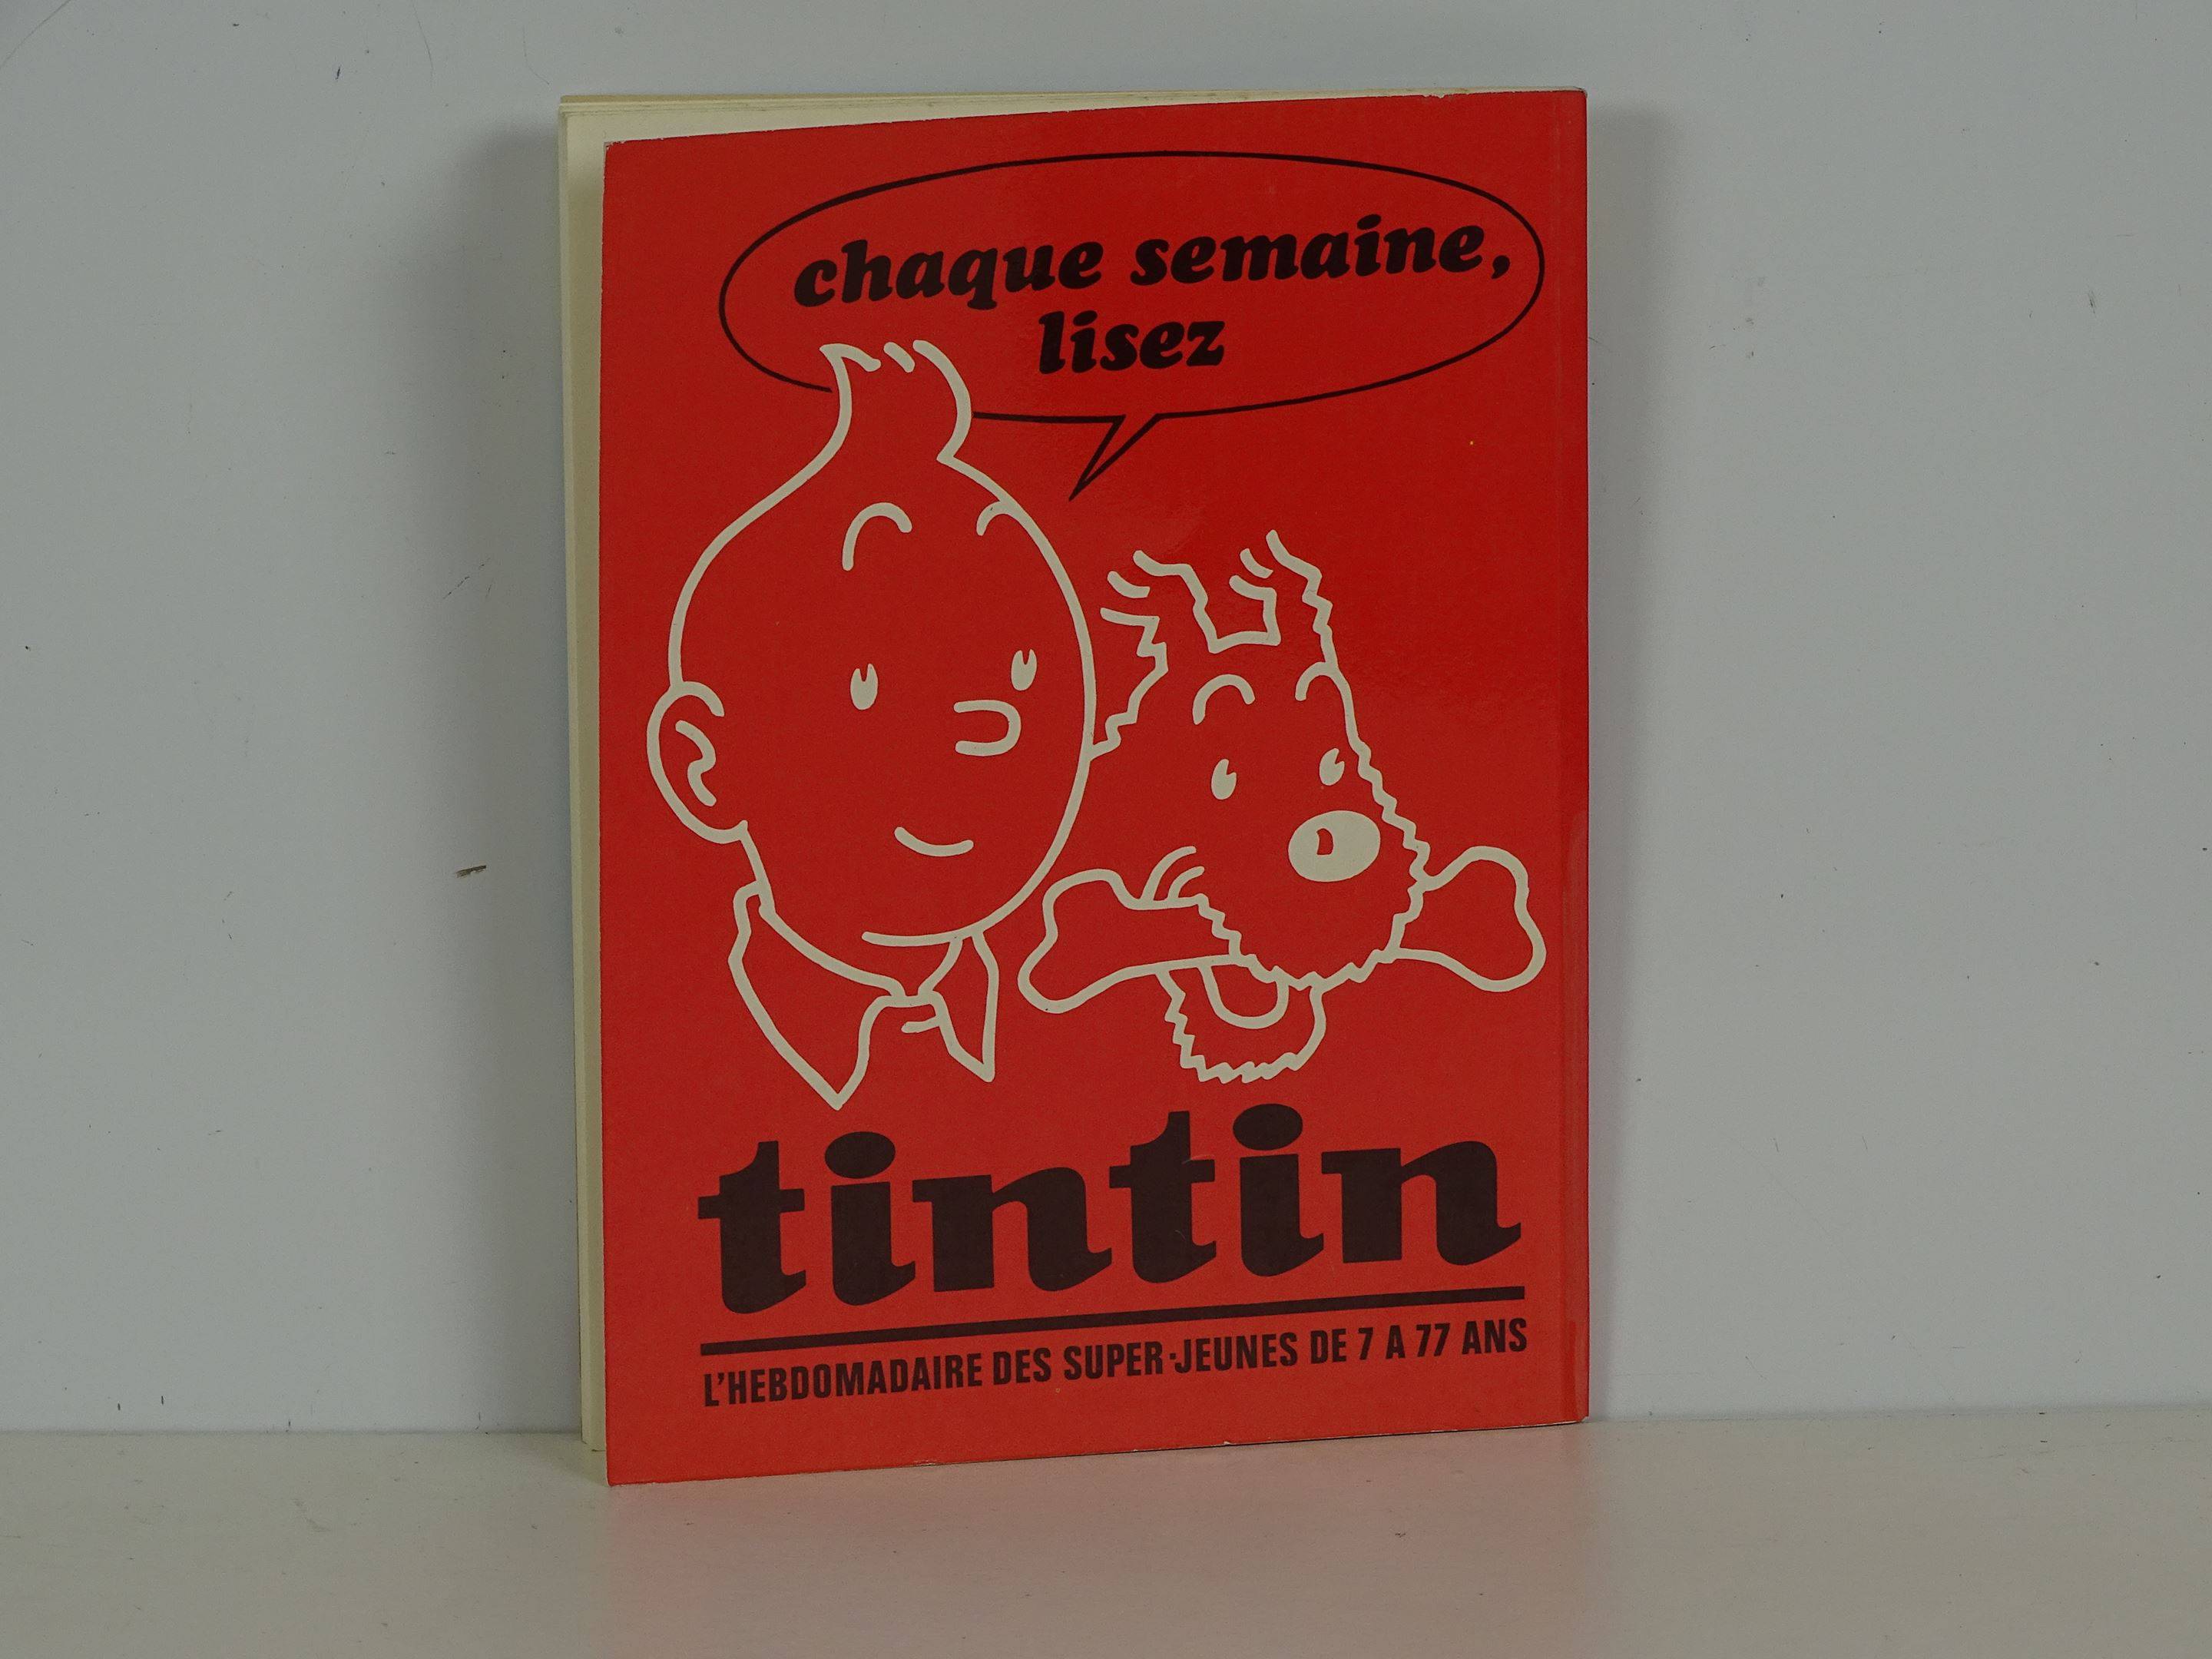 chaque semaine,
lisez
tintin
L'HEBDOMADAIRE DES SUPER-JEUNES DE 7 A 77 ANS